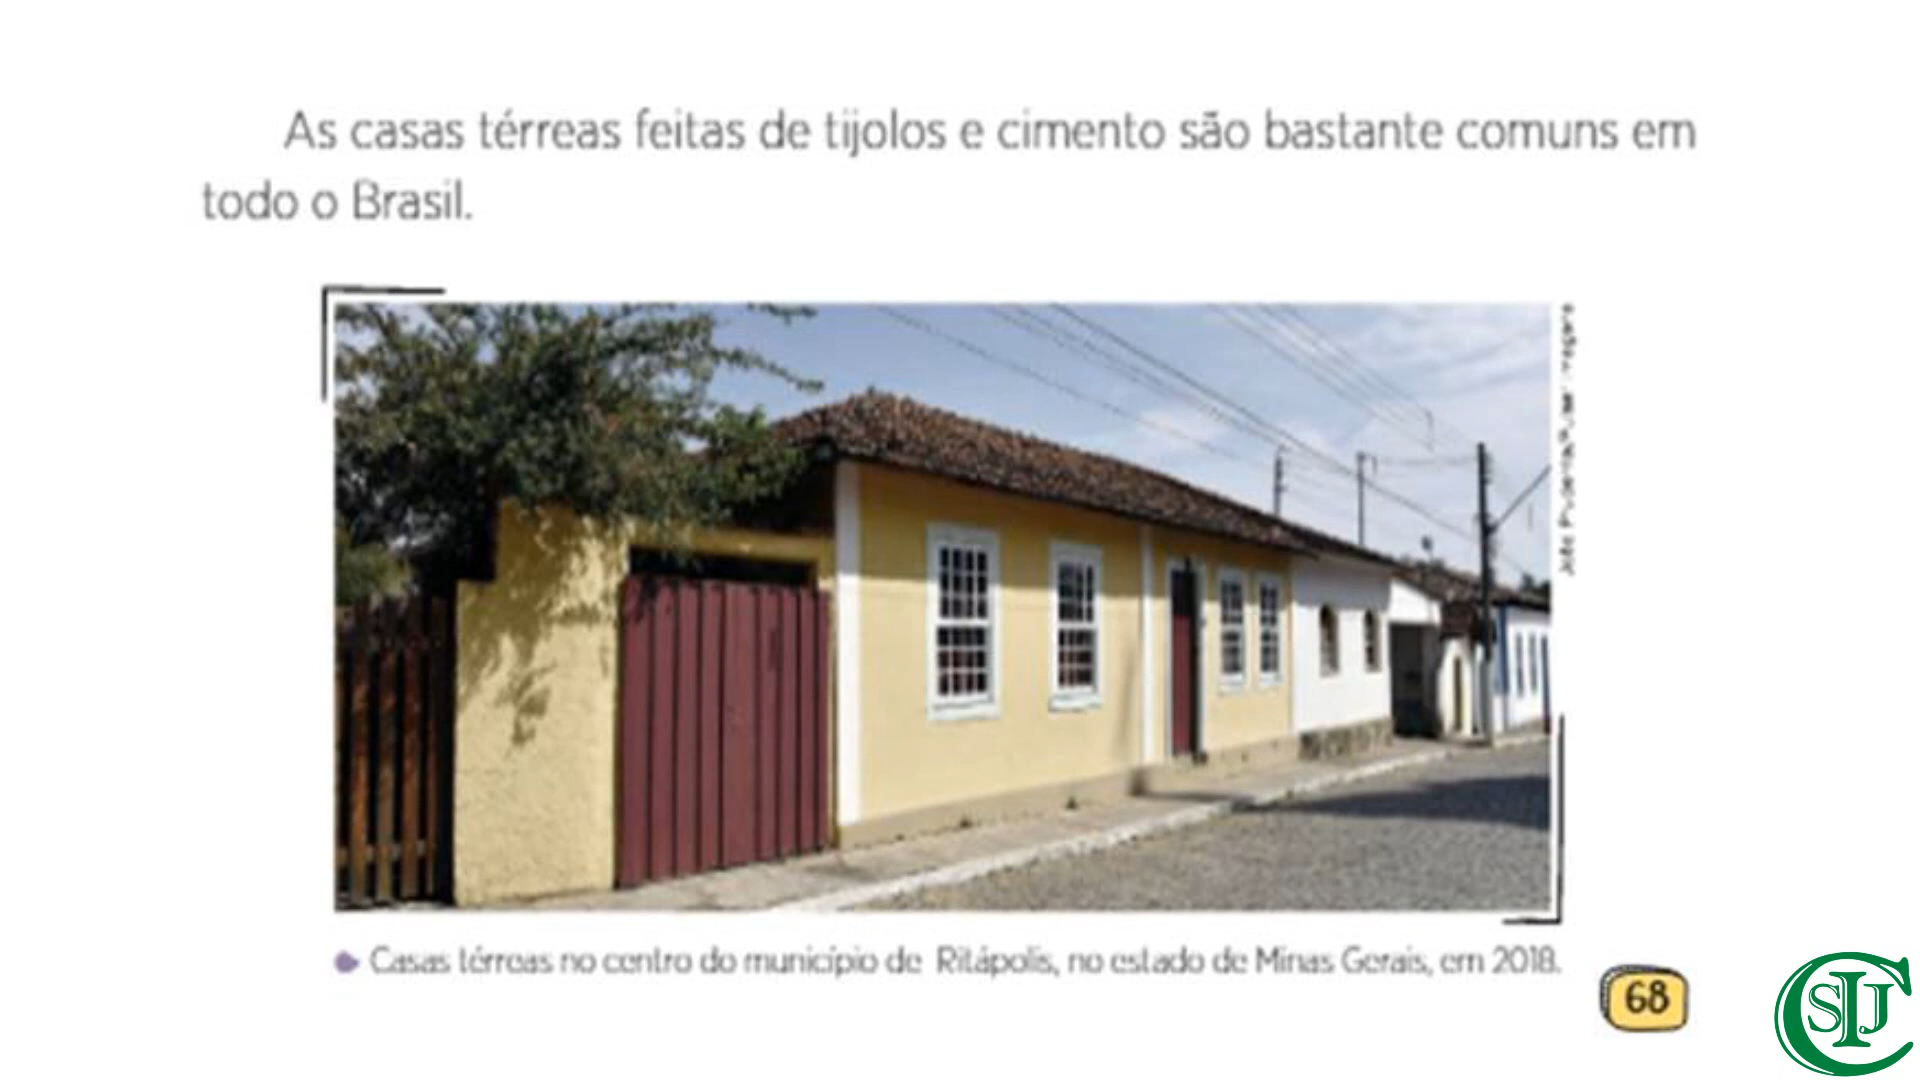 As casas térreas feitas de tijolos e cimento são bastante comuns em
todo o Brasil.
Casas térreas no centro do município de Ritápolis, no estado de Minas Gerais, em 2018.
68
CSIJ